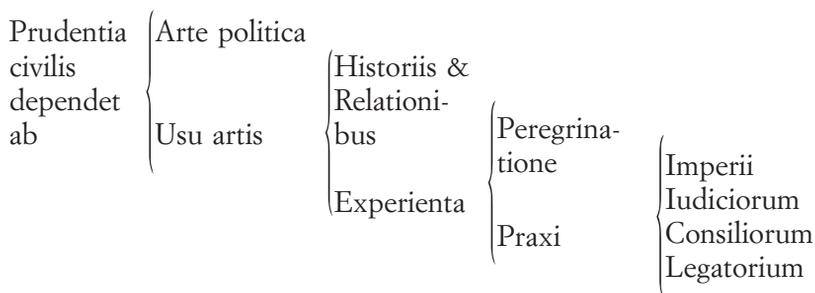 Prudentia
civilis
dependet
ab
Arte politica
Usu artis
Historiis &
Relationi-
bus
Experienta
Peregrina-
tione
Praxi
Imperii
Iudiciorum
Consiliorum
Legatorium